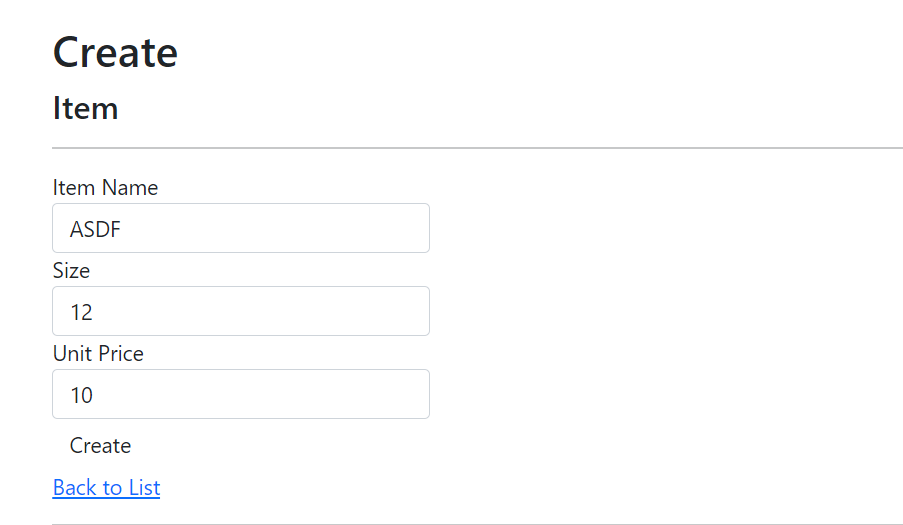 Create
Item
Item Name
ASDF
Size
12
Unit Price
10
Create
Back to List